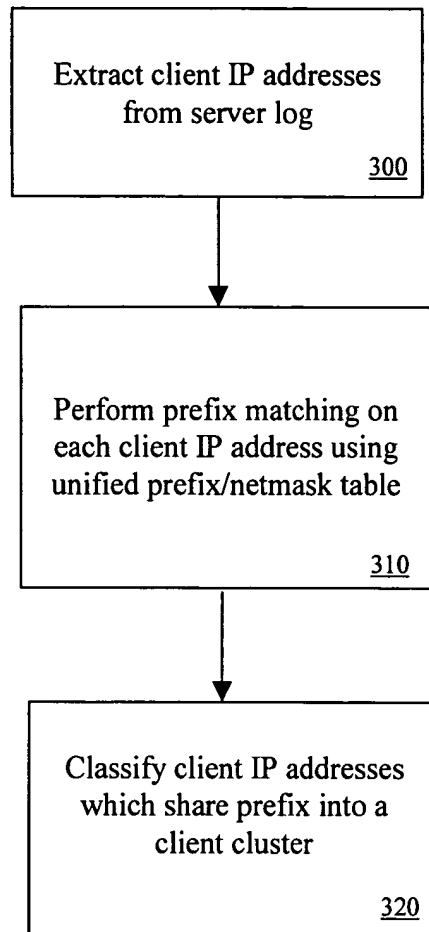 Extract client IP addresses
from server log
300
Perform prefix matching on
each client IP address using
unified prefix/netmask table
310
Classify client IP addresses
which share prefix into a
client cluster
320